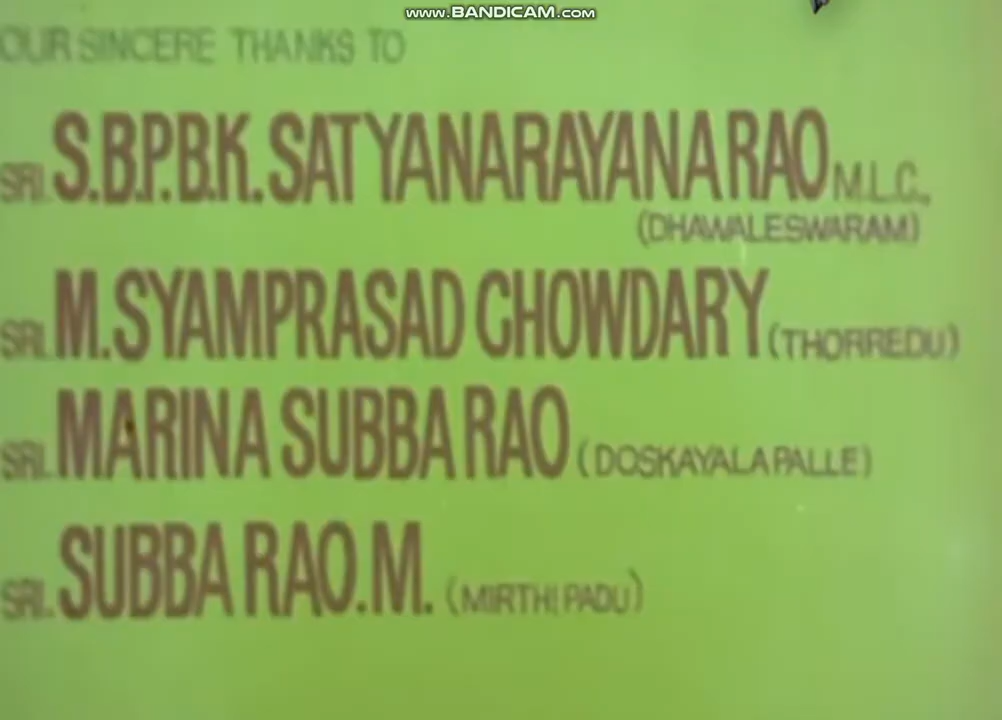 www.BANDICAM.com
OUR SINCERE THANKS TO
SRI. S.B.P.B.K. SATYANARAYANA RAO M.L.C.,
(DHAWALESWARAM)
SRI. M. SYAMPRASAD CHOWDARY (THORREDU)
SRI. MARINA SUBBA RAO (DOSKAYALAPALLE)
SRI. SUBBA RAO. M. (MIRTHIPADU)